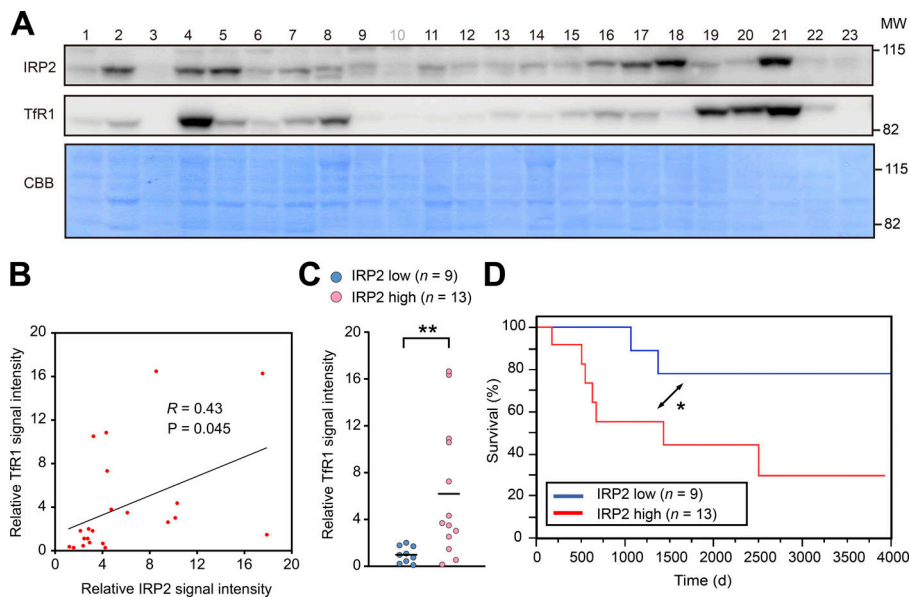 A
1 2 3 4 5 6 7 8 9 10 11 12 13 14 15 16 17 18 19 20 21 22 23 MW
IRP2
115
TfR1
82
CBB
115
82
B
20
16
12
8
4
0
0 4 8 12 16 20
R = 0.43
P = 0.045
Relative TfR1 signal intensity
Relative IRP2 signal intensity
C
IRP2 low (n = 9)
IRP2 high (n = 13)
20
16
12
8
4
0
**
Relative TfR1 signal intensity
D
100
80
60
40
20
0
0 500 1000 1500 2000 2500 3000 3500 4000
*
IRP2 low (n = 9)
IRP2 high (n = 13)
Survival (%)
Time (d)